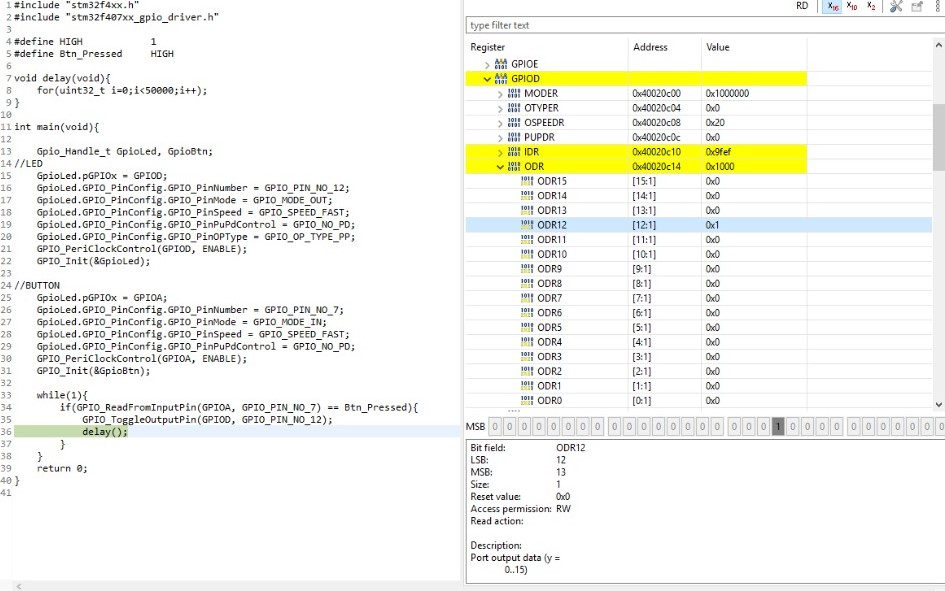 1 #include "stm32f4xx.h"
2 #include "stm32f407xx_gpio_driver.h"
3
4 #define HIGH 1
5 #define Btn_Pressed HIGH
6
7 void delay(void){
8 for(uint32_t i=0;i<50000;i++);
9 }
10
11 int main(void){
12
13 Gpio_Handle_t GpioLed, GpioBtn;
14 //LED
15 GpioLed.pGPIOx = GPIOD;
16 GpioLed.GPIO_PinConfig.GPIO_PinNumber = GPIO_PIN_NO_12;
17 GpioLed.GPIO_PinConfig.GPIO_PinMode = GPIO_MODE_OUT;
18 GpioLed.GPIO_PinConfig.GPIO_PinSpeed = GPIO_SPEED_FAST;
19 GpioLed.GPIO_PinConfig.GPIO_PinPuPdControl = GPIO_NO_PD;
20 GpioLed.GPIO_PinConfig.GPIO_PinOPType = GPIO_OP_TYPE_PP;
21 GPIO_PeriClockControl(GPIOD, ENABLE);
22 GPIO_Init(&GpioLed);
23
24 //BUTTON
25 GpioLed.pGPIOx = GPIOA;
26 GpioLed.GPIO_PinConfig.GPIO_PinNumber = GPIO_PIN_NO_7;
27 GpioLed.GPIO_PinConfig.GPIO_PinMode = GPIO_MODE_IN;
28 GpioLed.GPIO_PinConfig.GPIO_PinSpeed = GPIO_SPEED_FAST;
29 GpioLed.GPIO_PinConfig.GPIO_PinPuPdControl = GPIO_NO_PD;
30 GPIO_PeriClockControl(GPIOA, ENABLE);
31 GPIO_Init(&GpioBtn);
32
33 while(1){
34 if(GPIO_ReadFromInputPin(GPIOA, GPIO_PIN_NO_7) == Btn_Pressed){
35 GPIO_ToggleOutputPin(GPIOD, GPIO_PIN_NO_12);
36 delay();
37 }
38 }
39 return 0;
40 }
41
RD X16 X10 X2
type filter text
Register Address Value
GPIOE
GPIOD
MODER 0x40020c00 0x1000000
OTYPER 0x40020c04 0x0
OSPEEDR 0x40020c08 0x20
PUPDR 0x40020c0c 0x0
IDR 0x40020c10 0x9fef
ODR 0x40020c14 0x1000
ODR15 [15:1] 0x0
ODR14 [14:1] 0x0
ODR13 [13:1] 0x0
ODR12 [12:1] 0x1
ODR11 [11:1] 0x0
ODR10 [10:1] 0x0
ODR9 [9:1] 0x0
ODR8 [8:1] 0x0
ODR7 [7:1] 0x0
ODR6 [6:1] 0x0
ODR5 [5:1] 0x0
ODR4 [4:1] 0x0
ODR3 [3:1] 0x0
ODR2 [2:1] 0x0
ODR1 [1:1] 0x0
ODR0 [0:1] 0x0
MSB 0 0 0 0 0 0 0 0 0 0 0 0 0 0 0 0 0 0 0 1 0 0 0 0 0 0 0 0 0 0
Bit field: ODR12
LSB: 12
MSB: 13
Size: 1
Reset value: 0x0
Access permission: RW
Read action:
Description:
Port output data (y =
0..15)